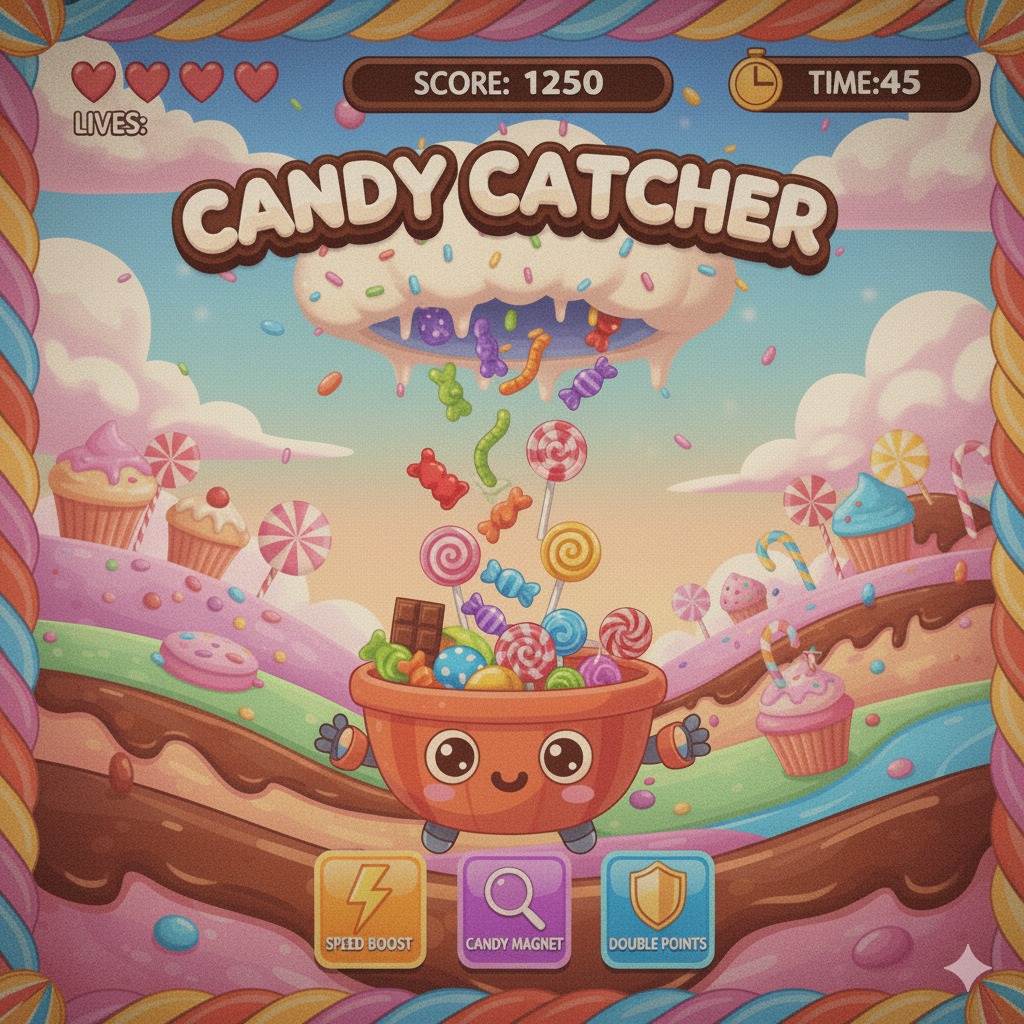 SCORE: 1250
TIME:45
LIVES:
CANDY CATCHER
SPEED BOOST
CANDY MAGNET
DOUBLE POINTS